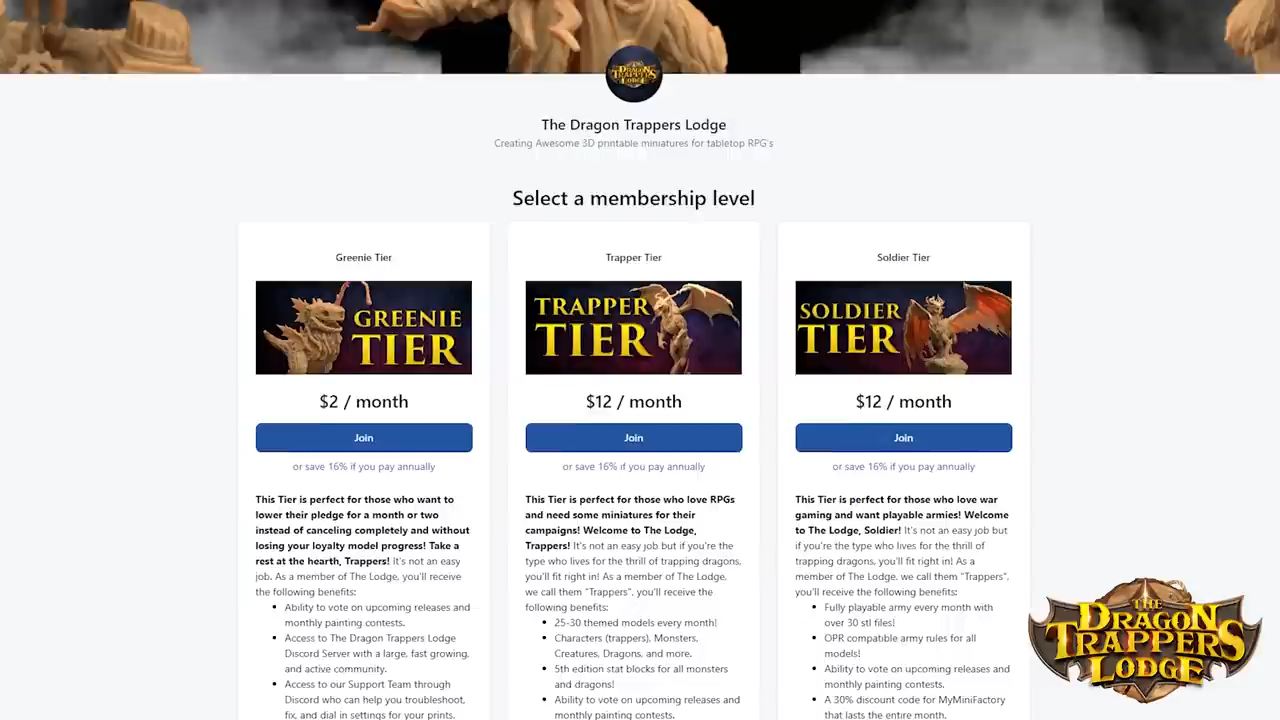 THE DRAGON TRAPPERS LODGE
The Dragon Trappers Lodge
Creating Awesome 3D printable miniatures for tabletop RPG's
Select a membership level
Greenie Tier
GREENIE
TIER
$2 / month
Join
or save 16% if you pay annually
This Tier is perfect for those who want to
lower their pledge for a month or two
instead of canceling completely and without
losing your loyalty model progress! Take a
rest at the hearth, Trappers! It's not an easy
job. As a member of The Lodge, you'll receive
the following benefits:
• Ability to vote on upcoming releases and
monthly painting contests.
• Access to The Dragon Trappers Lodge
Discord Server with a large, fast growing,
and active community.
• Access to our Support Team through
Discord who can help you troubleshoot,
fix, and dial in settings for your prints.
Trapper Tier
TRAPPER
TIER
$12 / month
Join
or save 16% if you pay annually
This Tier is perfect for those who love RPGs
and need some miniatures for their
campaigns! Welcome to The Lodge,
Trappers! It's not an easy job but if you're the
type who lives for the thrill of trapping dragons,
you'll fit right in! As a member of The Lodge,
we call them "Trappers", you'll receive the
following benefits:
• 25-30 themed models every month!
• Characters (trappers), Monsters,
Creatures, Dragons, and more.
• 5th edition stat blocks for all monsters
and dragons!
• Ability to vote on upcoming releases and
monthly painting contests.
Soldier Tier
SOLDIER
TIER
$12 / month
Join
or save 16% if you pay annually
This Tier is perfect for those who love war
gaming and want playable armies! Welcome
to The Lodge, Soldier! It's not an easy job but
if you're the type who lives for the thrill of
trapping dragons, you'll fit right in! As a
member of The Lodge, we call them "Trappers",
you'll receive the following benefits:
• Fully playable army every month with
over 30 stl files!
• OPR compatible army rules for all
models!
• Ability to vote on upcoming releases and
monthly painting contests.
• A 30% discount code for MyMiniFactory
that lasts the entire month.
THE
DRAGON
TRAPPERS
LODGE